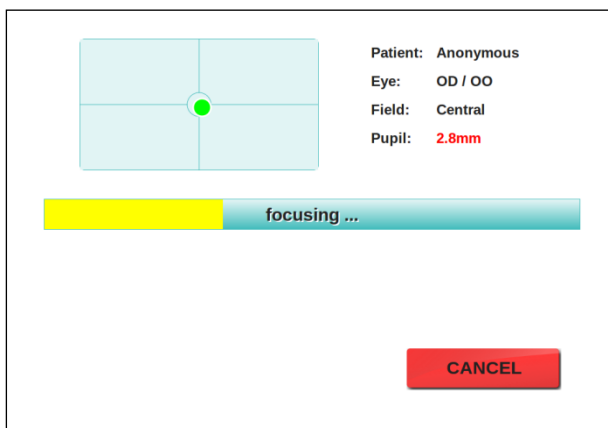 Patient: Anonymous
Eye: OD / OO
Field: Central
Pupil: 2.8mm
focusing ...
CANCEL